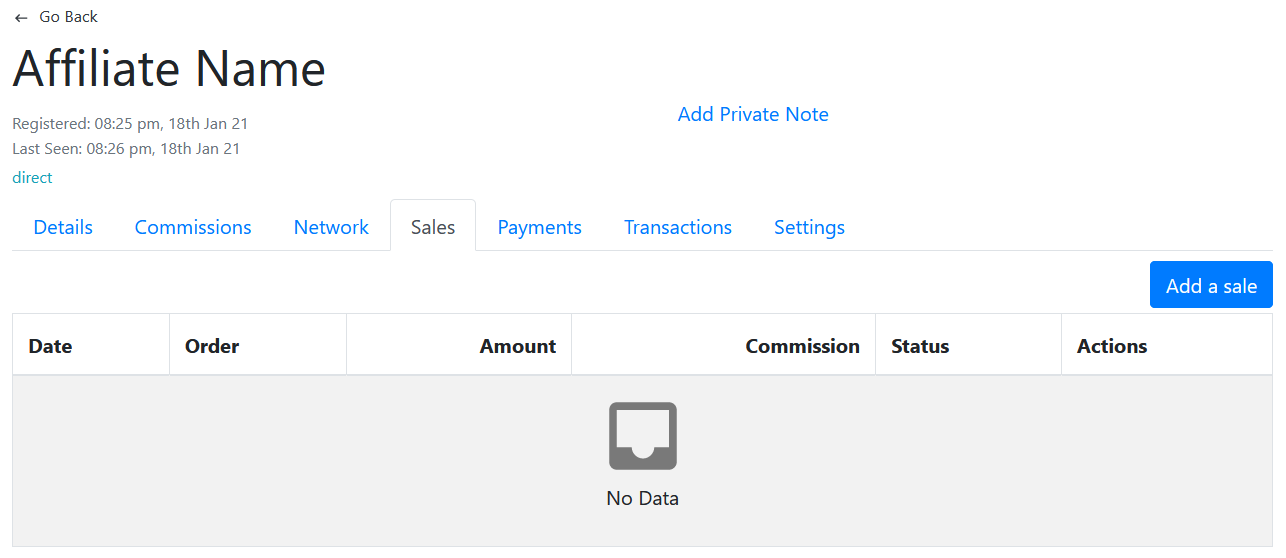 Go Back
Affiliate Name
Add Private Note
Registered: 08:25 pm, 18th Jan 21
Last Seen: 08:26 pm, 18th Jan 21
direct
Details Commissions Network Sales Payments Transactions Settings
Add a sale
Date Order Amount Commission Status Actions
No Data